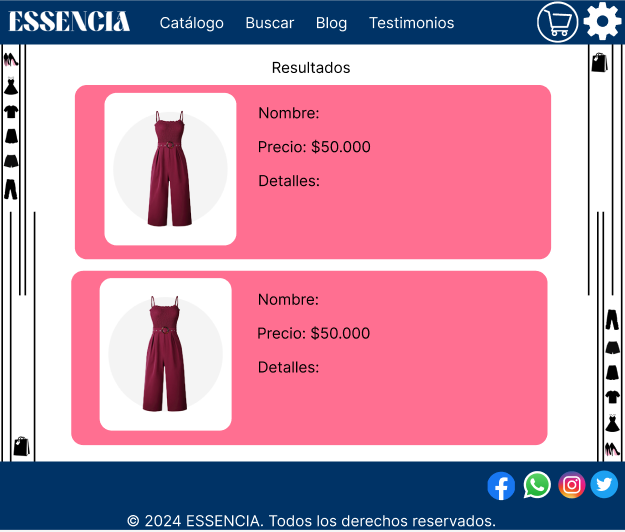 ESSENCIA Catálogo Buscar Blog Testimonios
Resultados
Nombre:
Precio: $50.000
Detalles:
Nombre:
Precio: $50.000
Detalles:
© 2024 ESSENCIA. Todos los derechos reservados.